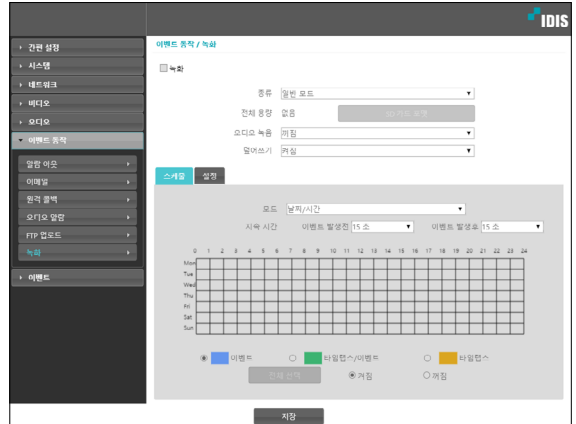 IDIS
이벤트 동작 / 녹화
간편 설정
시스템
네트워크
비디오
오디오
이벤트 동작
알람 아웃
이메일
원격 콜백
오디오 알람
FTP 업로드
녹화
이벤트
녹화
종류 일반 모드
전체 용량 없음 SD 카드 포맷
오디오 녹음 꺼짐
덮어쓰기 켜짐
스케줄 설정
모드 날짜/시간
지속 시간 이벤트 발생전 15 초 이벤트 발생후 15 초
0 1 2 3 4 5 6 7 8 9 10 11 12 13 14 15 16 17 18 19 20 21 22 23 24
Mon
Tue
Wed
Thu
Fri
Sat
Sun
이벤트 타임랩스/이벤트 타임랩스
전체 선택 켜짐 꺼짐
저장